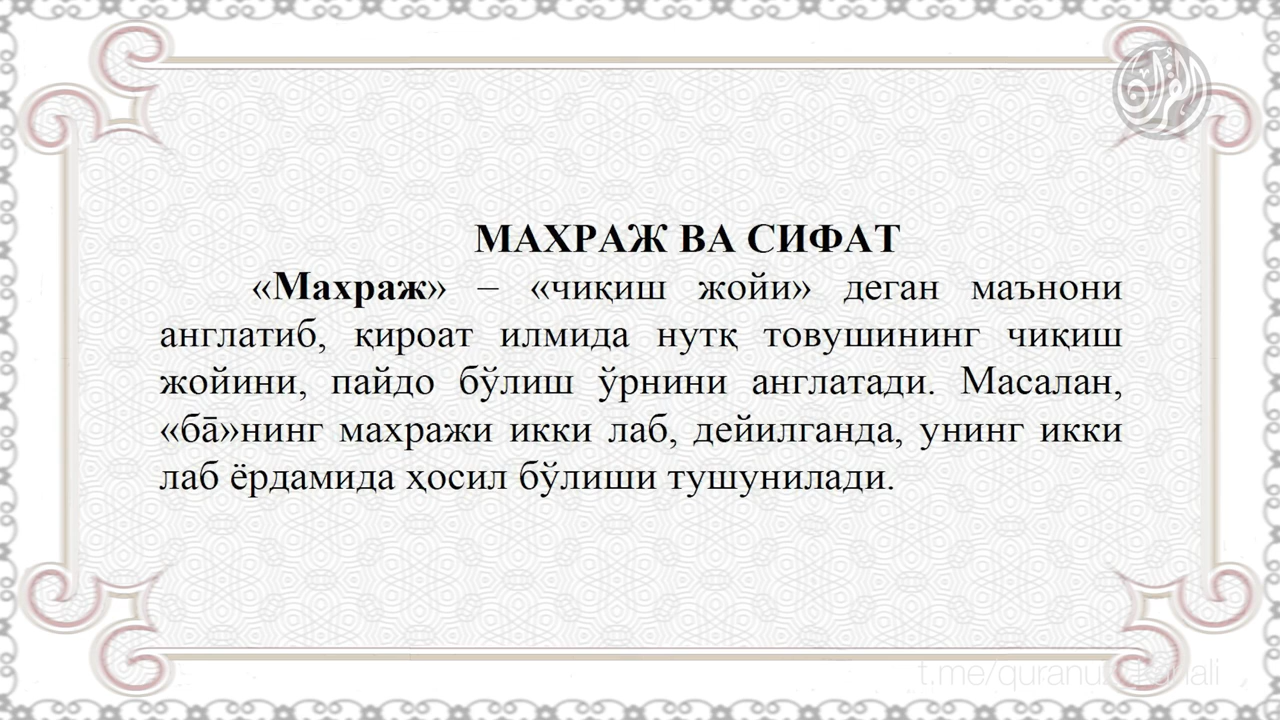 МАХРАЖ ВА СИФАТ
«Махраж» – «чиқиш жойи» деган маънони
англатиб, қироат илмида нутқ товушининг чиқиш
жойини, пайдо бўлиш ўрнини англатади. Масалан,
«бā»нинг махражи икки лаб, дейилганда, унинг икки
лаб ёрдамида ҳосил бўлиши тушунилади.
القرآن